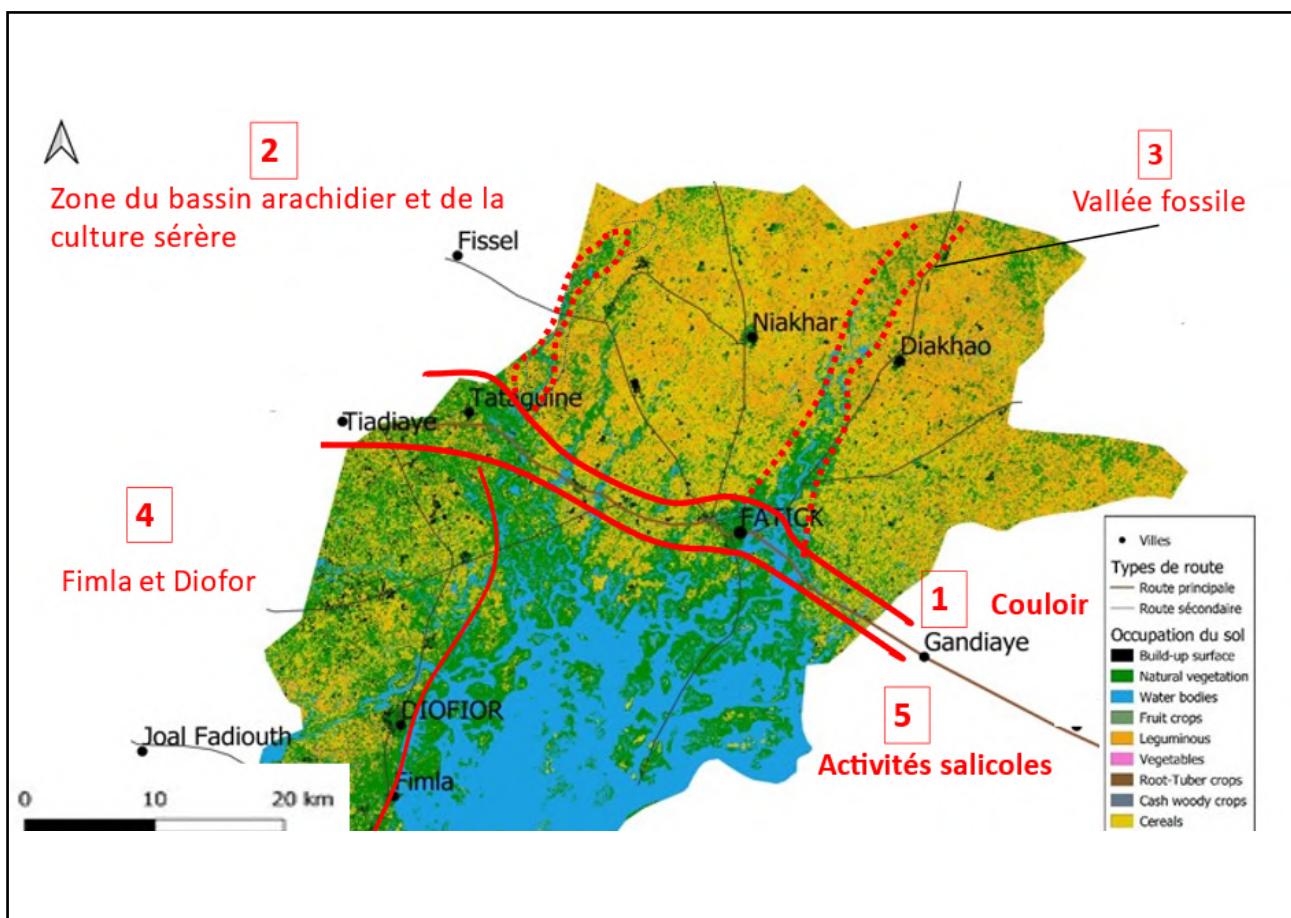 2
Zone du bassin arachidier et de la
culture sérère
3
Vallée fossile
Fissel
Niakhar
Diakhao
Tataguine
Tiadiaye
4
Fimla et Diofor
FATICK
1
Couloir
Gandiaye
5
Activités salicoles
DIOFIOR
Joal Fadiouth
Fimla
0 10 20 km
Villes
Types de route
Route principale
Route sécondaire
Occupation du sol
Build-up surface
Natural vegetation
Water bodies
Fruit crops
Leguminous
Vegetables
Root-Tuber crops
Cash woody crops
Cereals